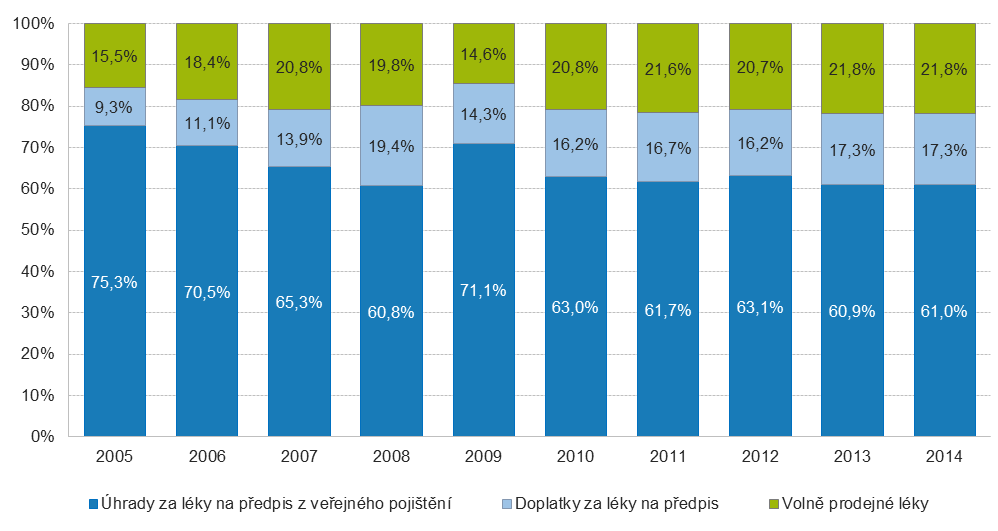 100%
90%
80%
70%
60%
50%
40%
30%
20%
10%
0%
15,5% 18,4% 20,8% 19,8% 14,6% 20,8% 21,6% 20,7% 21,8% 21,8%
9,3% 11,1% 13,9% 19,4% 14,3% 16,2% 16,7% 16,2% 17,3% 17,3%
75,3% 70,5% 65,3% 60,8% 71,1% 63,0% 61,7% 63,1% 60,9% 61,0%
2005 2006 2007 2008 2009 2010 2011 2012 2013 2014
Úhrady za léky na předpis z veřejného pojištění Doplatky za léky na předpis Volně prodejné léky